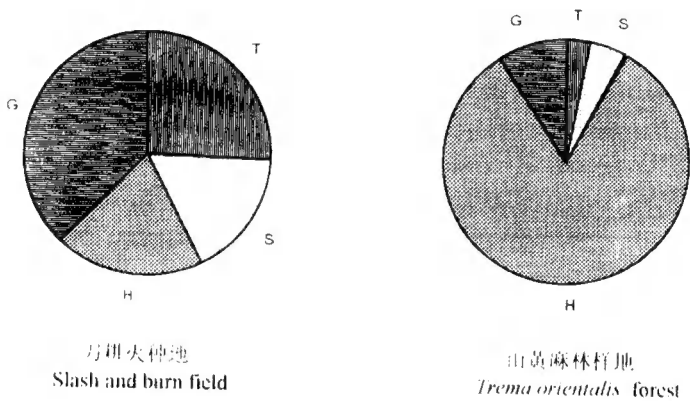 T
G
S
H
刀耕火种地
Slash and burn field
G
T
S
H
山黄麻林样地
Trema orientalis forest